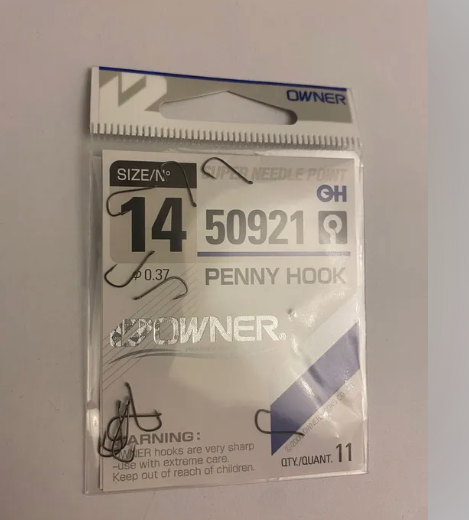 OWNER
SIZE/N° SUPER NEEDLE POINT
14 50921
0.37 PENNY HOOK
OWNER®
WARNING:
OWNER hooks are very sharp
-use with extreme care.
Keep out of reach of children.
QTY./QUANT. 11